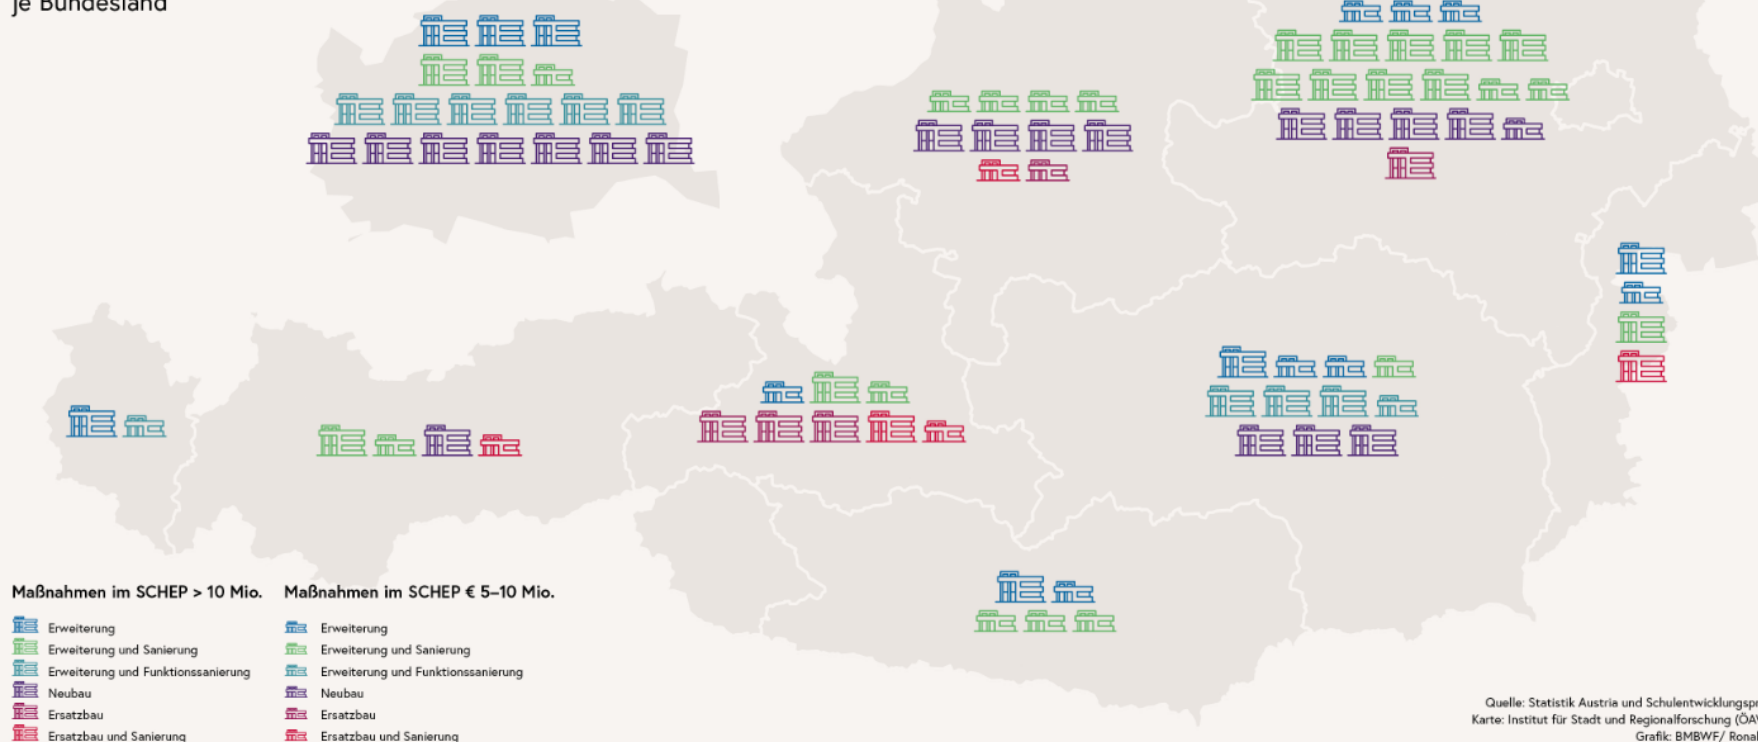 je Bundesland
Maßnahmen im SCHEP > 10 Mio.
Erweiterung
Erweiterung und Sanierung
Erweiterung und Funktionssanierung
Neubau
Ersatzbau
Ersatzbau und Sanierung
Maßnahmen im SCHEP € 5–10 Mio.
Erweiterung
Erweiterung und Sanierung
Erweiterung und Funktionssanierung
Neubau
Ersatzbau
Ersatzbau und Sanierung
Quelle: Statistik Austria und Schulentwicklungspr
Karte: Institut für Stadt und Regionalforschung (ÖA
Grafik: BMBWF/ Ronal